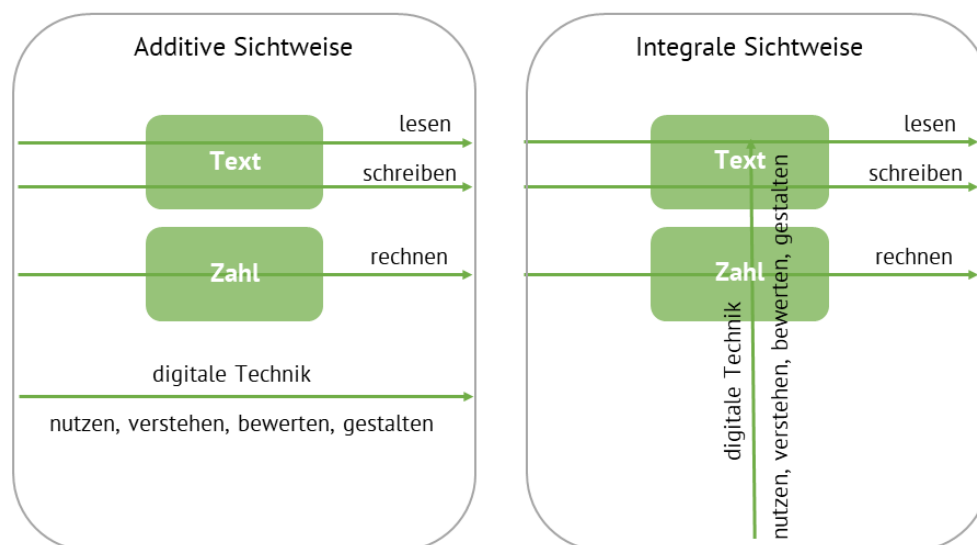 Additive Sichtweise
lesen
Text
schreiben
Zahl
rechnen
digitale Technik
nutzen, verstehen, bewerten, gestalten
Integrale Sichtweise
lesen
Text
schreiben
Zahl
rechnen
digitale Technik
nutzen, verstehen, bewerten, gestalten